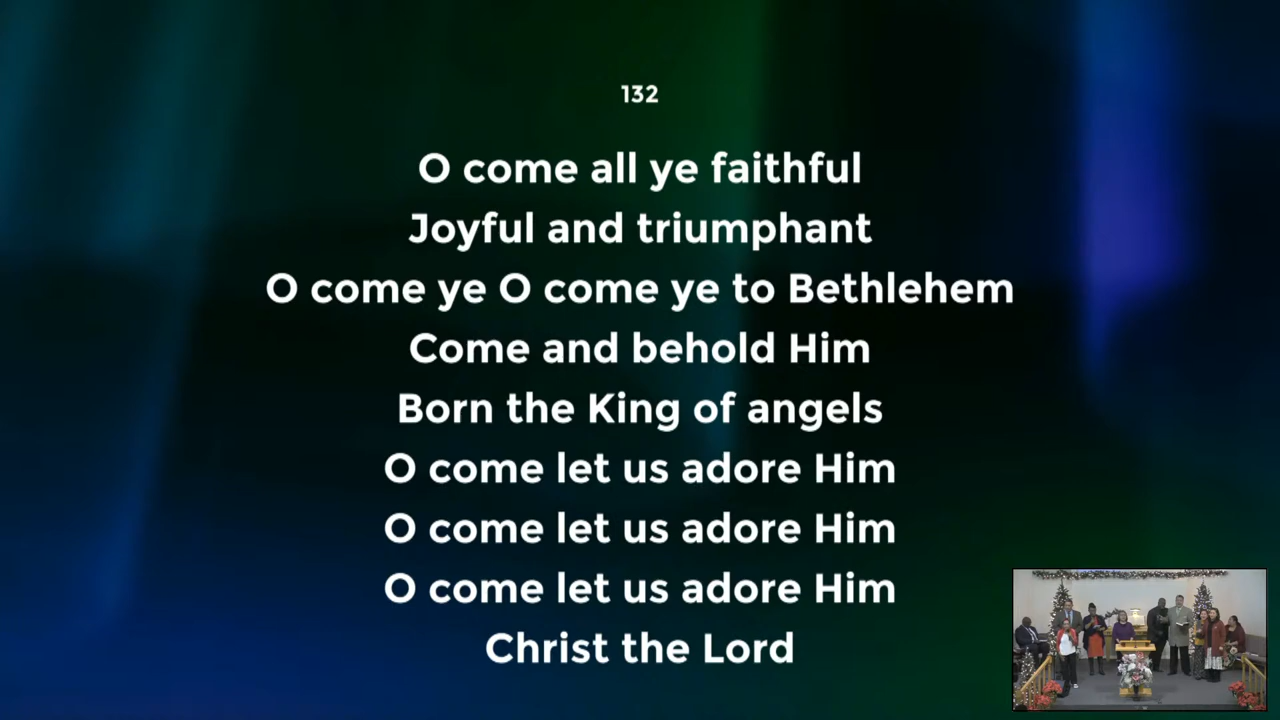 132
O come all ye faithful
Joyful and triumphant
O come ye O come ye to Bethlehem
Come and behold Him
Born the King of angels
O come let us adore Him
O come let us adore Him
O come let us adore Him
Christ the Lord